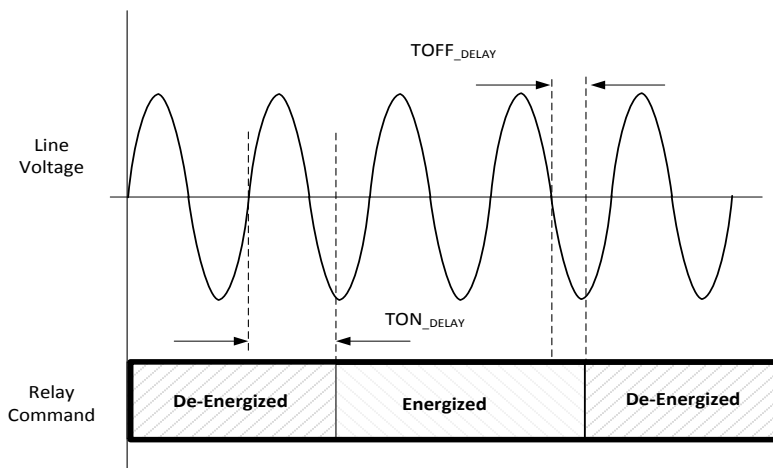 TOFF_DELAY
Line
Voltage
TON_DELAY
Relay
Command
De-Energized
Energized
De-Energized